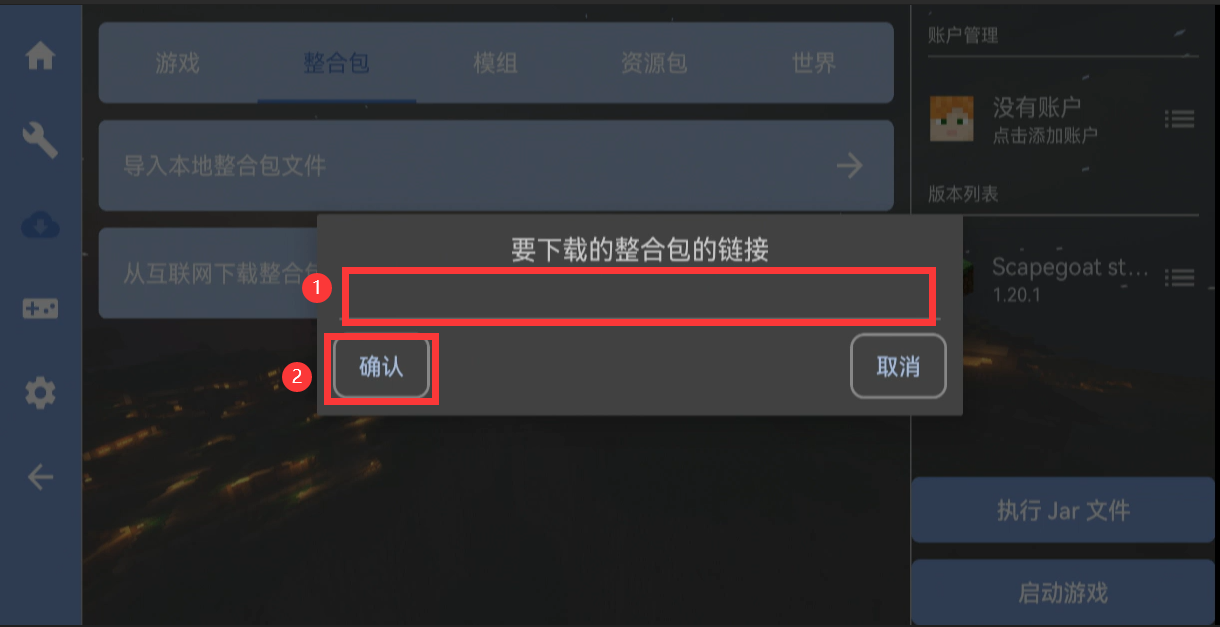 游戏
整合包
模组
资源包
世界
导入本地整合包文件
从互联网下载整合包
要下载的整合包的链接
1
2
确认
取消
账户管理
没有账户
点击添加账户
版本列表
Scapegoat st...
1.20.1
执行 Jar 文件
启动游戏